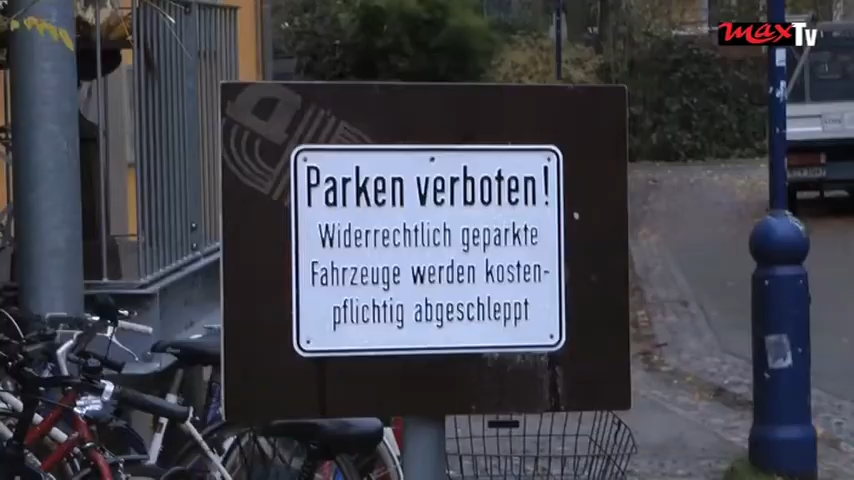 maxTv
Parken verboten!
Widerrechtlich geparkte
Fahrzeuge werden kosten-
pflichtig abgeschleppt